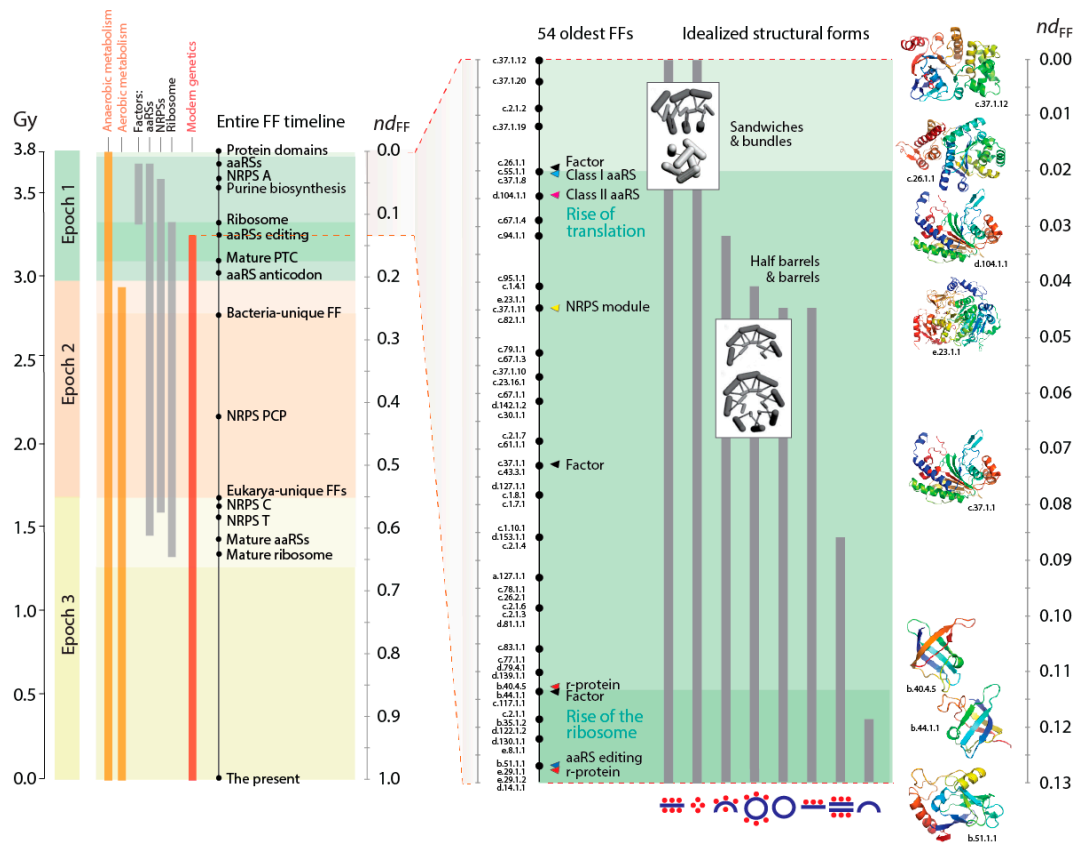 Gy
3.8
3.5
3.0
2.5
2.0
1.5
1.0
0.5
0.0
Epoch 1
Epoch 2
Epoch 3
Anaerobic metabolism
Aerobic metabolism
Factors:
aaRSs
NRPSs
Ribosome
Modern genetics
Entire FF timeline
Protein domains
aaRSs
NRPS A
Purine biosynthesis
Ribosome
aaRSs editing
Mature PTC
aaRS anticodon
Bacteria-unique FF
NRPS PCP
Eukarya-unique FFs
NRPS C
NRPS T
Mature aaRSs
Mature ribosome
The present
ndFF
0.0
0.1
0.2
0.3
0.4
0.5
0.6
0.7
0.8
0.9
1.0
54 oldest FFs
c.37.1.12
c.37.1.20
c.2.1.2
c.37.1.19
c.26.1.1
c.55.1.1
c.37.1.8
d.104.1.1
c.67.1.4
c.94.1.1
c.95.1.1
c.1.4.1
e.23.1.1
c.37.1.11
c.82.1.1
c.79.1.1
c.67.1.3
c.37.1.10
c.23.16.1
c.67.1.1
d.142.1.2
c.30.1.1
c.2.1.7
c.61.1.1
c.37.1.1
c.43.3.1
d.127.1.1
c.1.8.1
c.1.7.1
c.1.10.1
d.153.1.1
c.2.1.4
a.127.1.1
c.78.1.1
c.26.2.1
c.2.1.6
c.2.1.3
d.81.1.1
c.83.1.1
c.77.1.1
d.79.4.1
d.139.1.1
b.40.4.5
b.44.1.1
c.117.1.1
c.2.1.1
b.35.1.2
d.122.1.2
d.130.1.1
e.8.1.1
b.51.1.1
e.29.1.1
e.29.1.2
d.14.1.1
Factor
Class I aaRS
Class II aaRS
Rise of
translation
NRPS module
Factor
r-protein
Factor
Rise of the
ribosome
aaRS editing
r-protein
Idealized structural forms
Sandwiches
& bundles
Half barrels
& barrels
c.37.1.12
c.26.1.1
d.104.1.1
e.23.1.1
c.37.1.1
b.40.4.5
b.44.1.1
b.51.1.1
ndFF
0.00
0.01
0.02
0.03
0.04
0.05
0.06
0.07
0.08
0.09
0.10
0.11
0.12
0.13